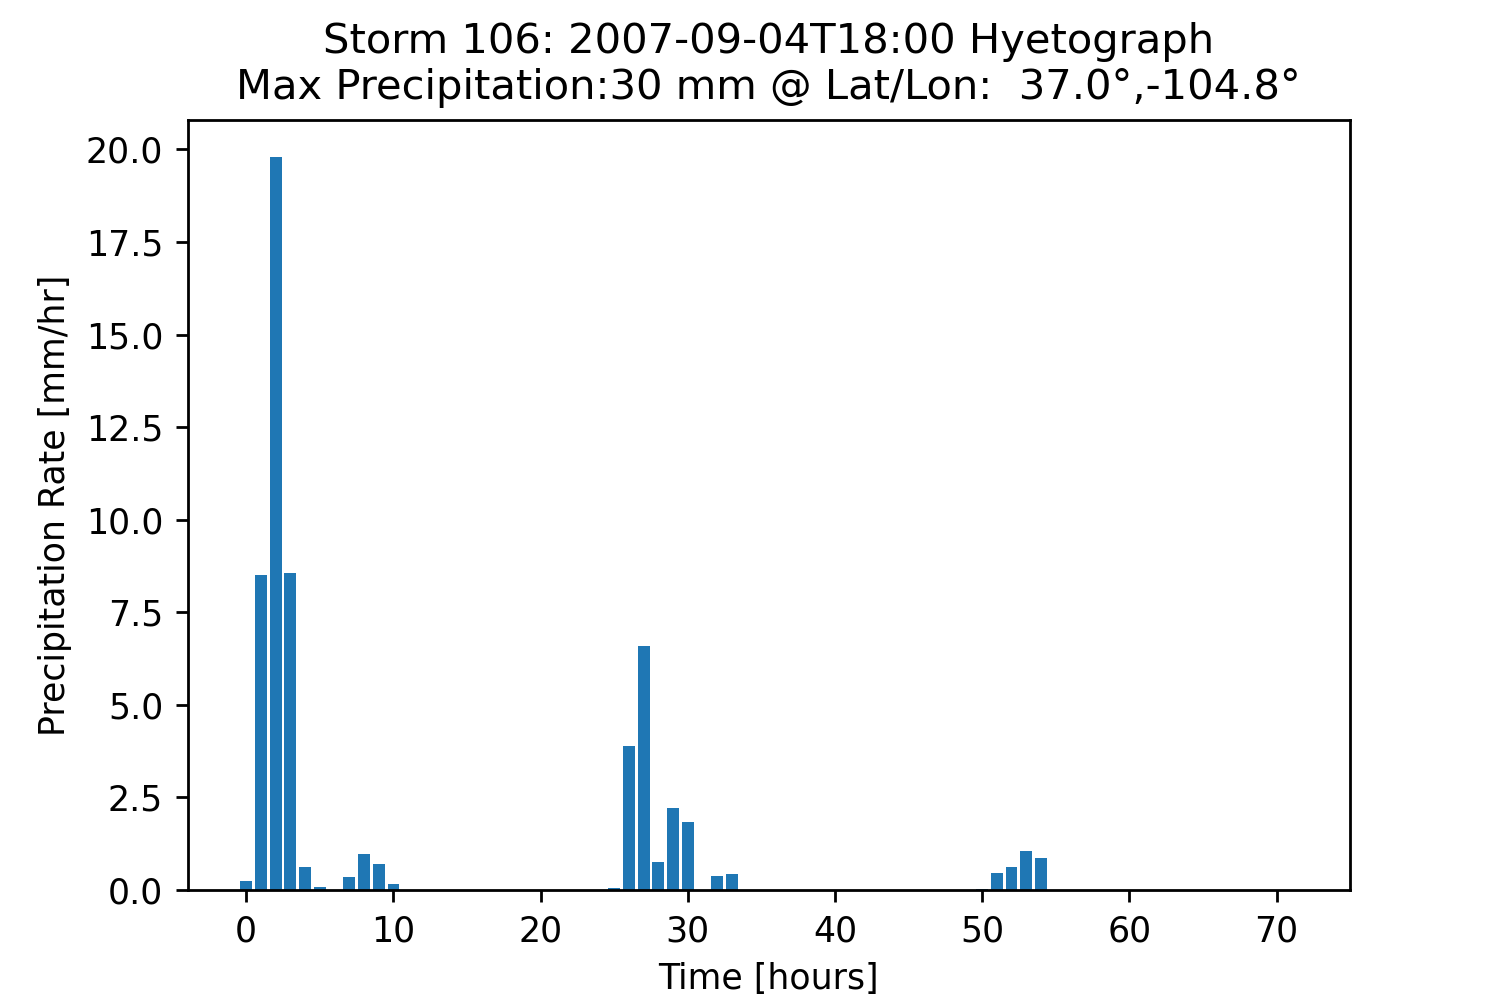 Storm 106: 2007-09-04T18:00 Hyetograph
Max Precipitation:30 mm @ Lat/Lon:  37.0°,-104.8°
Precipitation Rate [mm/hr]
20.0
17.5
15.0
12.5
10.0
7.5
5.0
2.5
0.0
0 10 20 30 40 50 60 70
Time [hours]